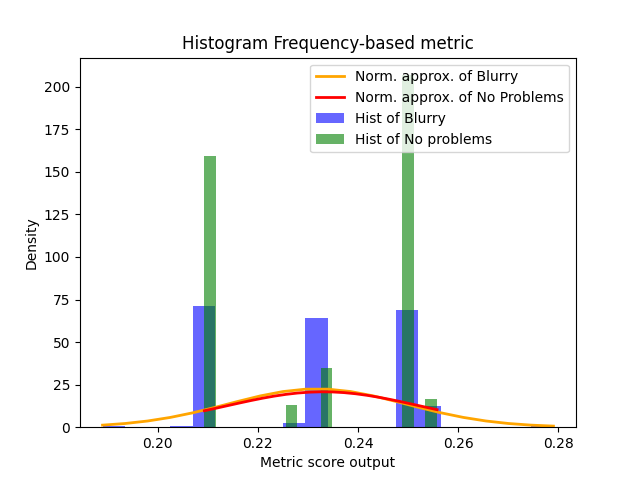 Histogram Frequency-based metric
Norm. approx. of Blurry
Norm. approx. of No Problems
Hist of Blurry
Hist of No problems
Density
200
175
150
125
100
75
50
25
0
0.20 0.22 0.24 0.26 0.28
Metric score output